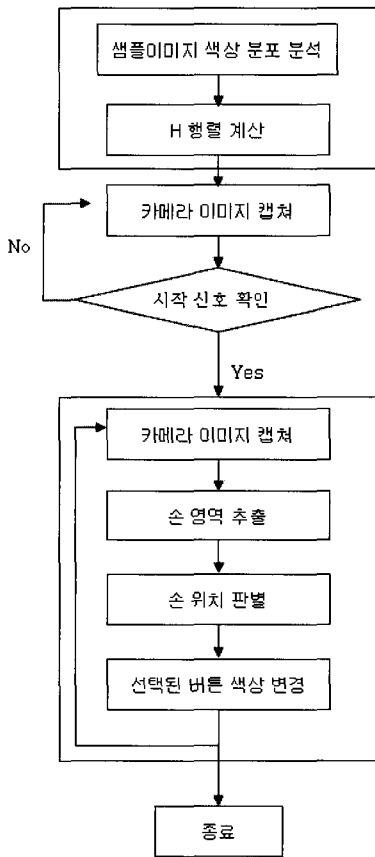 샘플이미지 색상 분포 분석
H 행렬 계산
카메라 이미지 캡쳐
No
시작 신호 확인
Yes
카메라 이미지 캡쳐
손 영역 추출
손 위치 판별
선택된 버튼 색상 변경
종료